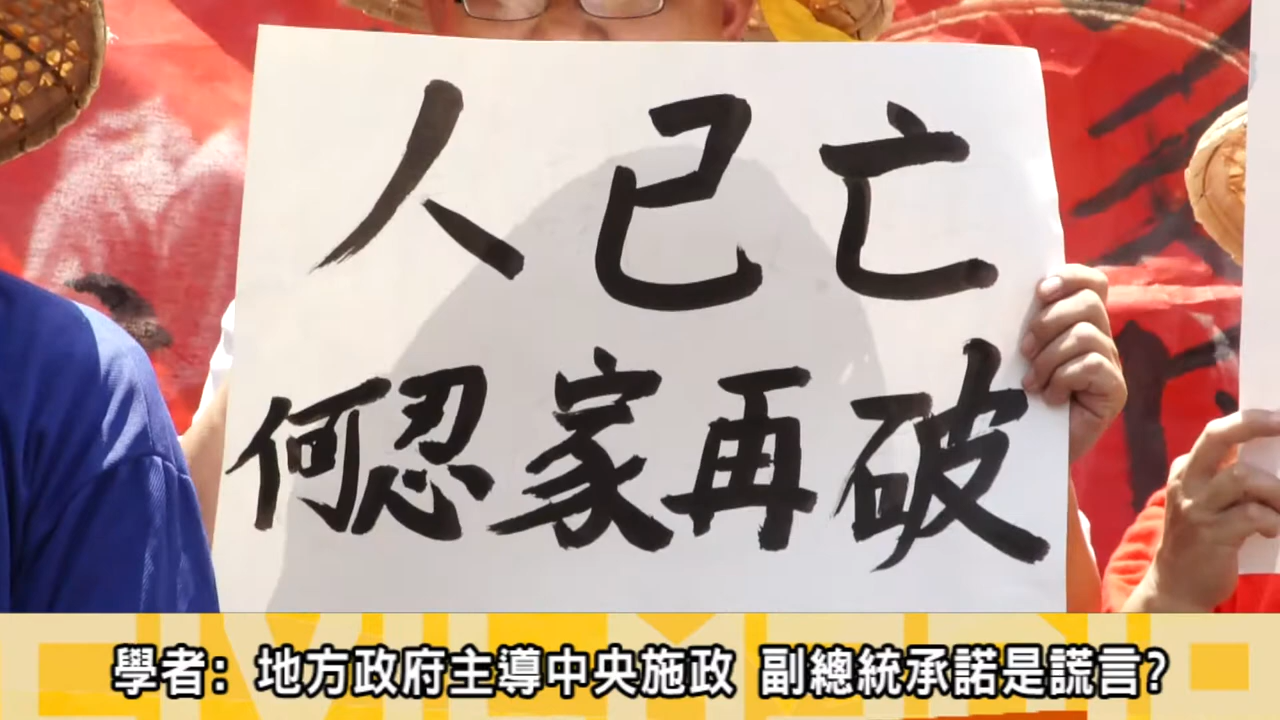 人已亡
何忍家再破
學者：地方政府主導中央施政 副總統承諾是謊言？